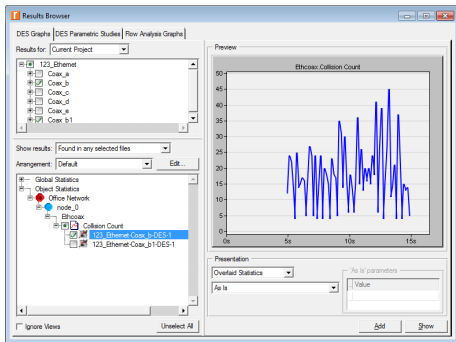 Results Browser
DES Graphs DES Parametric Studies Flow Analysis Graphs
Results for: Current Project
123_Ethernet
Coax_a
Coax_b
Coax_c
Coax_d
Coax_e
Coax_b1
Show results: Found in any selected files
Arrangement: Default Edit...
Global Statistics
Object Statistics
Office Network
node_0
Ethcoax
Collision Count
123_Ethernet-Coax_b-DES-1
123_Ethernet-Coax_b1-DES-1
Ignore Views Unselect All
Preview
Ethcoax.Collision Count
50
45
40
35
30
25
20
15
10
5
0
0s 5s 10s 15s
Presentation
Overlaid Statistics
As Is
'As Is' parameters
Value
Add Show